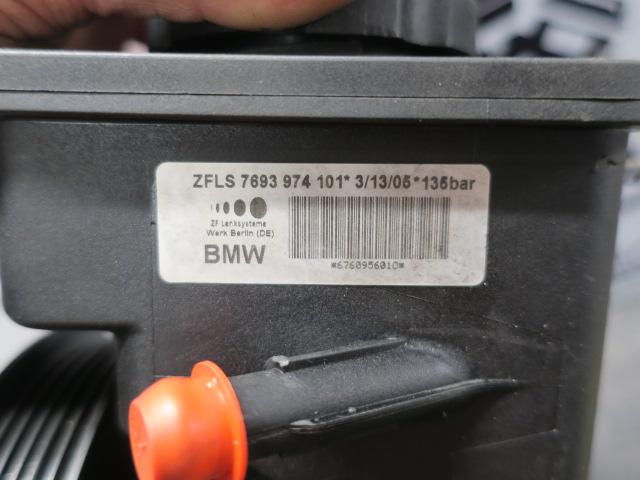 ZFLS 7693 974 101* 3/13/05 *135bar
ZF Lenksysteme
Werk Berlin (DE)
BMW
*6760956010*